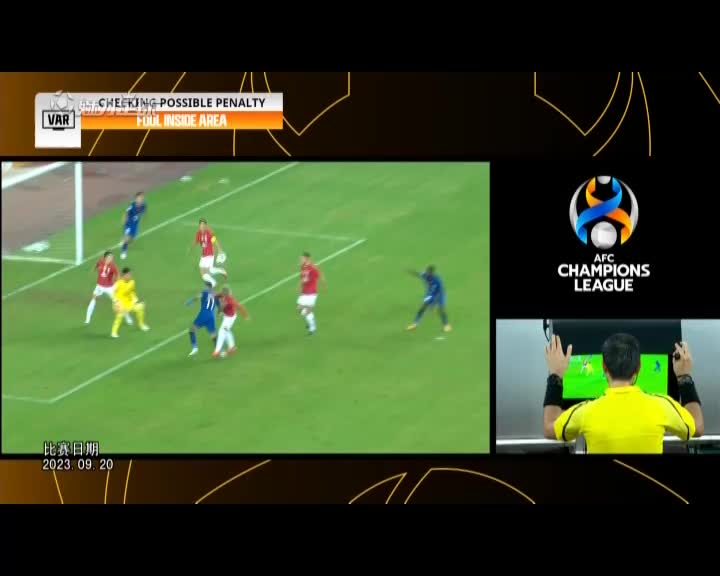 CHECKING POSSIBLE PENALTY
VAR
FOUL INSIDE AREA
AFC
CHAMPIONS
LEAGUE
比赛日期
2023. 09. 20